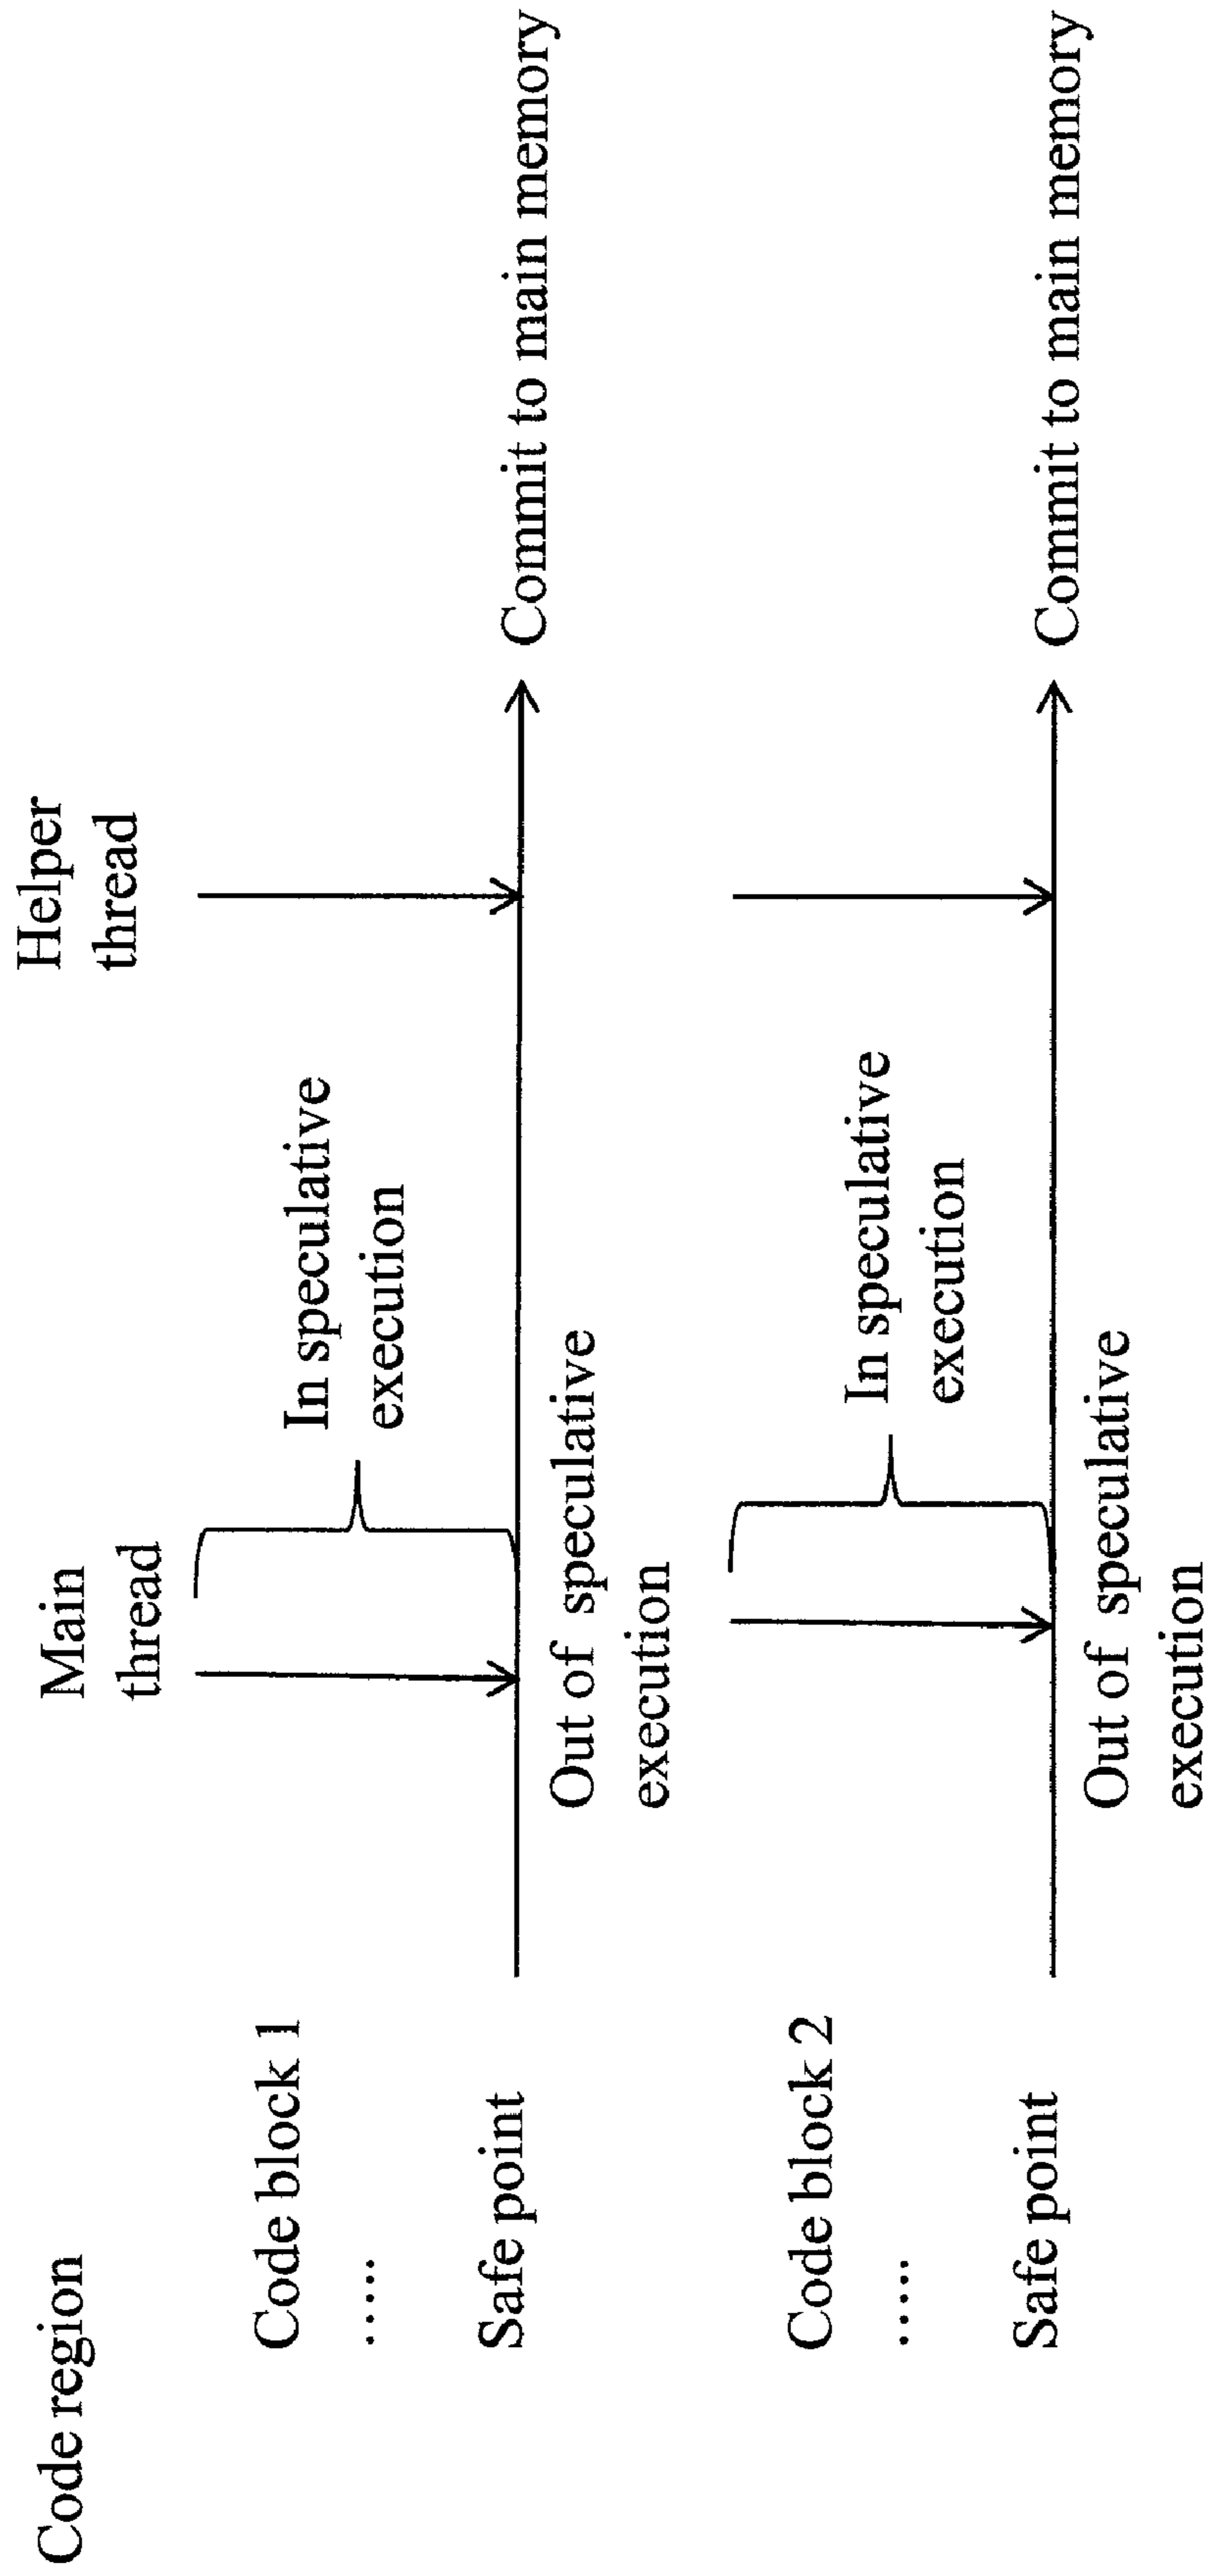 Code region
Main
thread
Helper
thread
Code block 1
.....
In speculative
execution
Safe point
Commit to main memory
Out of speculative
execution
Code block 2
.....
In speculative
execution
Safe point
Commit to main memory
Out of speculative
execution